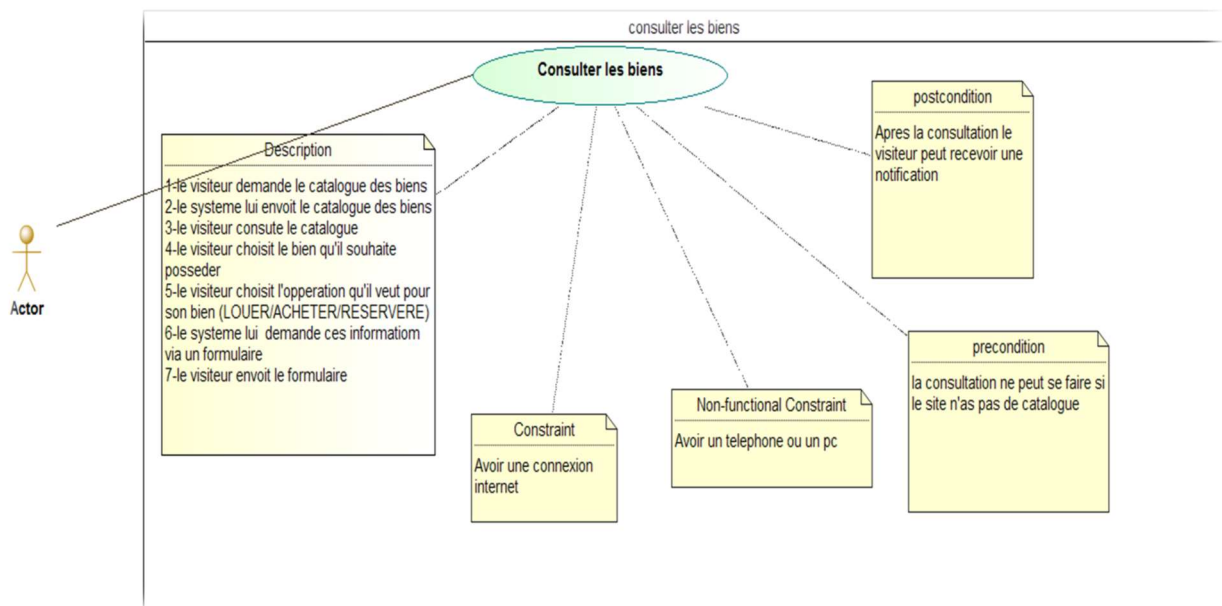 consulter les biens
Consulter les biens
postcondition
Apres la consultation le
visiteur peut recevoir une
notification
Description
1-le visiteur demande le catalogue des biens
2-le systeme lui envoit le catalogue des biens
3-le visiteur consute le catalogue
4-le visiteur choisit le bien qu'il souhaite
posseder
5-le visiteur choisit l'opperation qu'il veut pour
son bien (LOUER/ACHETER/RESERVERE)
6-le systeme lui demande ces informatiom
via un formulaire
7-le visiteur envoit le formulaire
Actor
precondition
la consultation ne peut se faire si
le site n'as pas de catalogue
Non-functional Constraint
Avoir un telephone ou un pc
Constraint
Avoir une connexion
internet